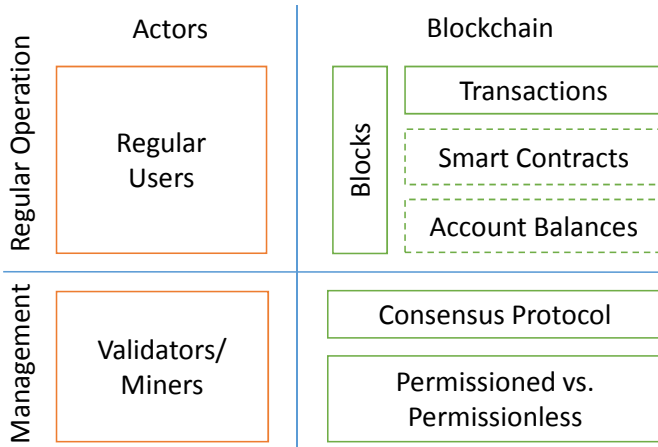 Actors
Blockchain
Regular Operation
Regular
Users
Blocks
Transactions
Smart Contracts
Account Balances
Management
Validators/
Miners
Consensus Protocol
Permissioned vs.
Permissionless